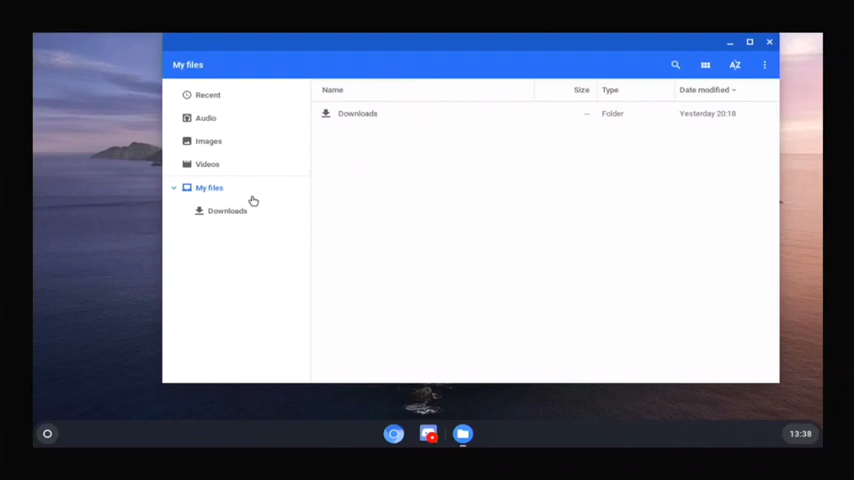 My files
AZ
Recent
Audio
Images
Videos
My files
Downloads
Name Size Type Date modified
Downloads -- Folder Yesterday 20:18
13:38